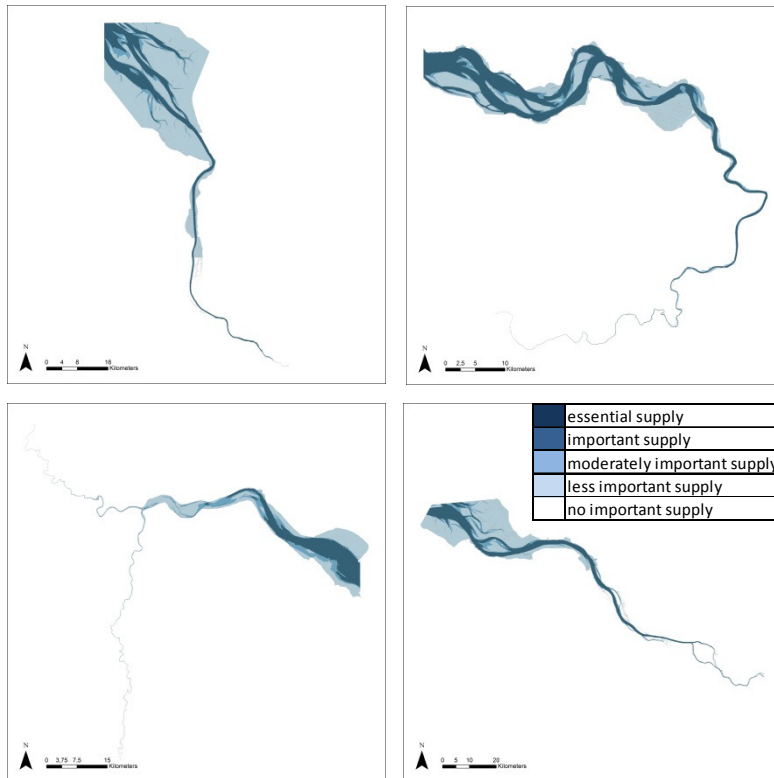 N
0 4 8 16
Kilometers
N
0 2.5 5 10
Kilometers
essential supply
important supply
moderately important supply
less important supply
no important supply
N
0 3,75 7,5 15
Kilometers
N
0 5 10 20
Kilometers